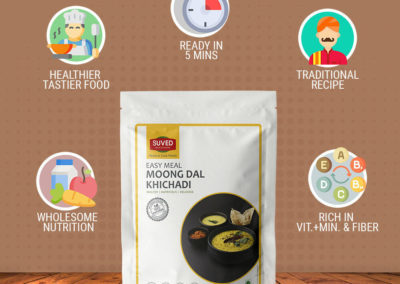 READY IN
5 MINS
HEALTHIER
TASTIER FOOD
TRADITIONAL
RECIPE
SUVED
EASY MEAL
MOONG DAL
KHICHADI
WHOLESOME
NUTRITION
E
A
B
D
C
RICH IN
VIT.+MIN. & FIBER